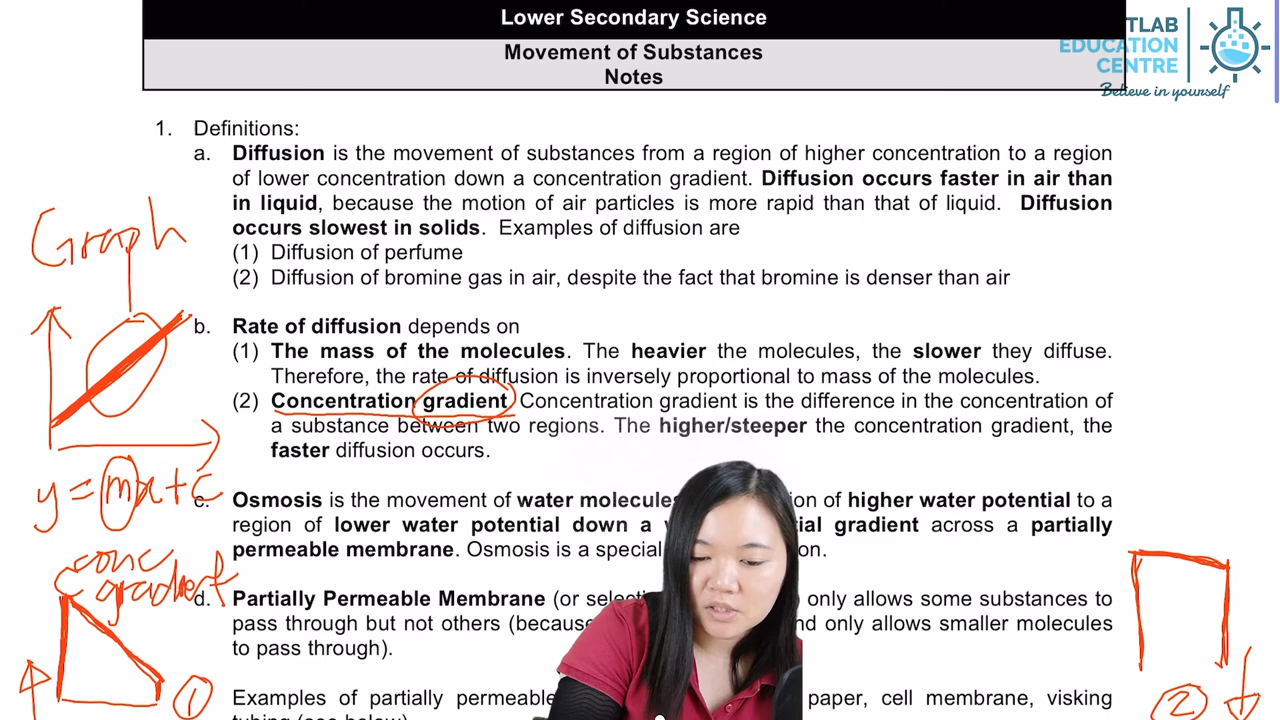 Lower Secondary Science
Movement of Substances
Notes
TLAB
EDUCATION
CENTRE
Believe in yourself
1. Definitions:
a. Diffusion is the movement of substances from a region of higher concentration to a region
of lower concentration down a concentration gradient. Diffusion occurs faster in air than
in liquid, because the motion of air particles is more rapid than that of liquid. Diffusion
occurs slowest in solids. Examples of diffusion are
(1) Diffusion of perfume
(2) Diffusion of bromine gas in air, despite the fact that bromine is denser than air
Graph
b. Rate of diffusion depends on
(1) The mass of the molecules. The heavier the molecules, the slower they diffuse.
Therefore, the rate of diffusion is inversely proportional to mass of the molecules.
(2) Concentration gradient Concentration gradient is the difference in the concentration of
a substance between two regions. The higher/steeper the concentration gradient, the
faster diffusion occurs.
y = mx + c
c. Osmosis is the movement of water molecules ion of higher water potential to a
region of lower water potential down a ial gradient across a partially
permeable membrane. Osmosis is a special on.
conc
gradient
d. Partially Permeable Membrane (or only allows some substances to
pass through but not others nd only allows smaller molecules
to pass through).
Examples of partially permeable paper, cell membrane, visking
tubing (see below)
1
2